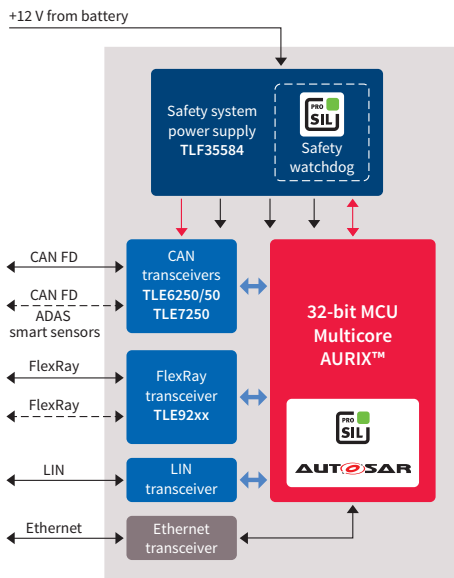 +12 V from battery
Safety system
power supply
TLF35584
PRO
SIL
Safety
watchdog
CAN FD
CAN FD
ADAS
smart sensors
CAN
transceivers
TLE6250/50
TLE7250
32-bit MCU
Multicore
AURIX™
FlexRay
FlexRay
FlexRay
transceiver
TLE92xx
PRO
SIL
AUTOSAR
LIN
LIN
transceiver
Ethernet
Ethernet
transceiver